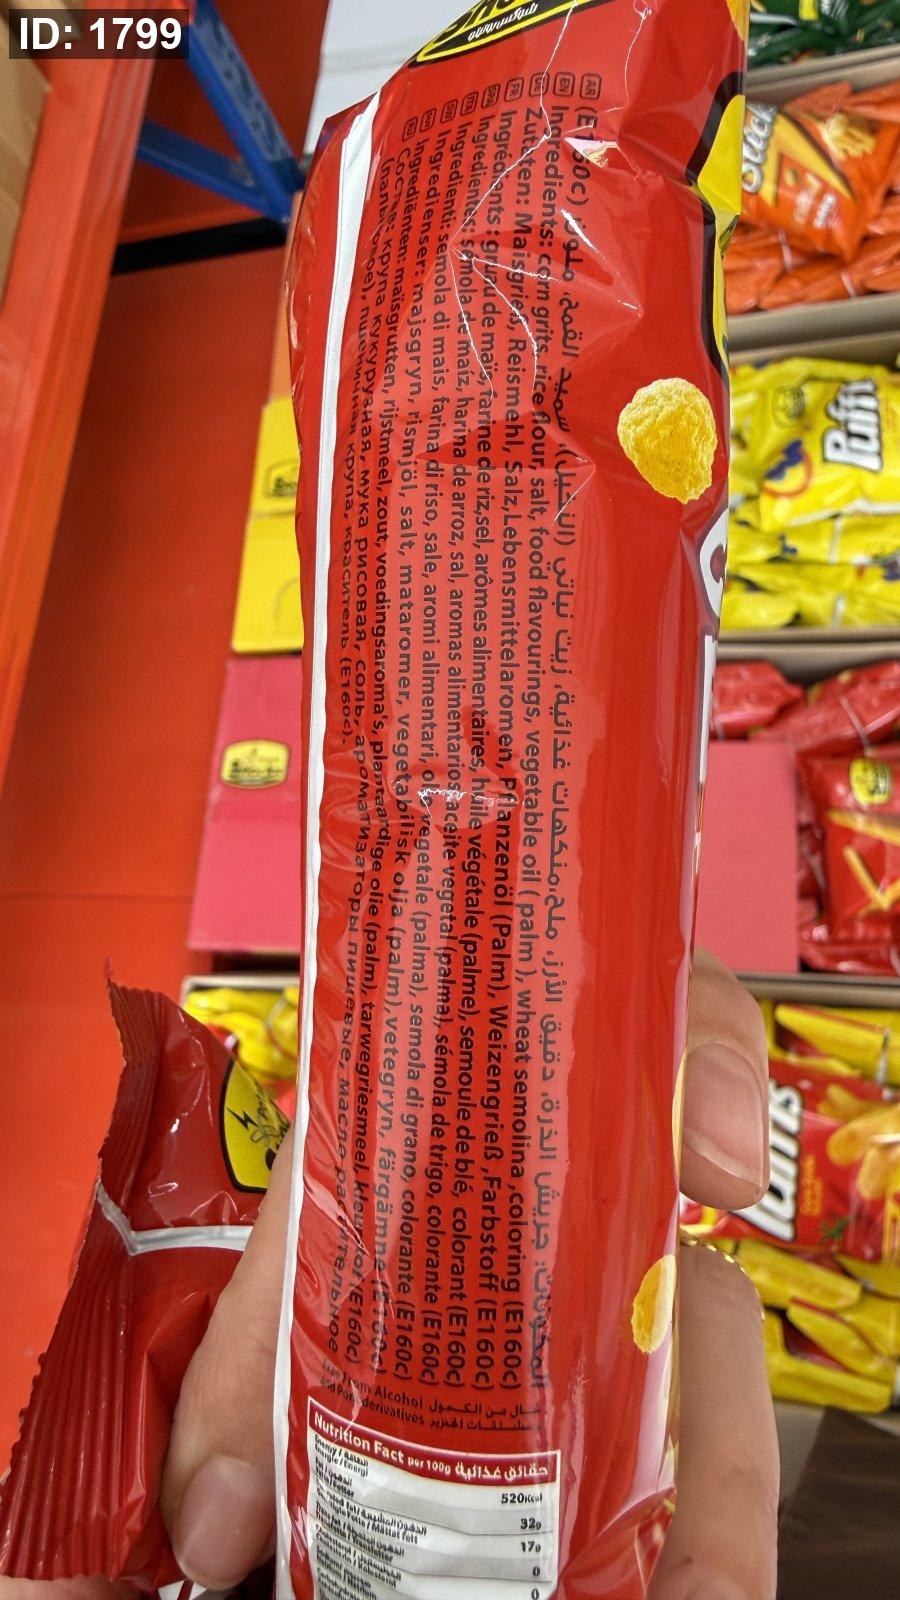 ID: 1799
AR المكونات: جريش الذرة، دقيق الأرز، ملح،منكهات غذائية، زيت نباتي (النخيل)، سميد القمح، ملون (E160c)
EN Ingredients: corn grits, rice flour, salt, food flavourings, vegetable oil ( palm ), wheat semolina ,coloring (E160c)
Zutaten: Maisgrieß, Reismehl, Salz,Lebensmittelaromen, Pflanzenöl (Palm), Weizengrieß ,Farbstoff (E160c)
FR Ingrédients: gruau de maïs, farine de riz,sel, arômes alimentaires, huile végétale (palme), semoule de blé, colorant (E160c)
Ingredientes: sémola de maíz, harina de arroz, sal, aromas alimentarios, aceite vegetal (palma), sémola de trigo, colorante (E160c)
Ingredienti: semola di mais, farina di riso, sale, aromi alimentari, olio vegetale (palma), semola di grano, colorante (E160c)
Ingredienser: majsgryn, rismjöl, salt, mataromer, vegetabilisk olja (palm), vetegryn, färgämne (E160c)
Ingrediënten: maïsgrutten, rijstmeel, zout, voedingsaroma's, plantaardige olie (palm), tarwegriesmeel, kleurstof (E160c)
Состав: крупа кукурузная, мука рисовая, соль, ароматизаторы пищевые, масло растительное
(пальмовое), пшеничная крупа, краситель (E160c).
خال من الكحول
From Alcohol
ومشتقات الخنزير
derivatives
Nutrition Fact per 100g حقائق غذائية
520Kcal
32g
17g
0
0
Stick
Puffs